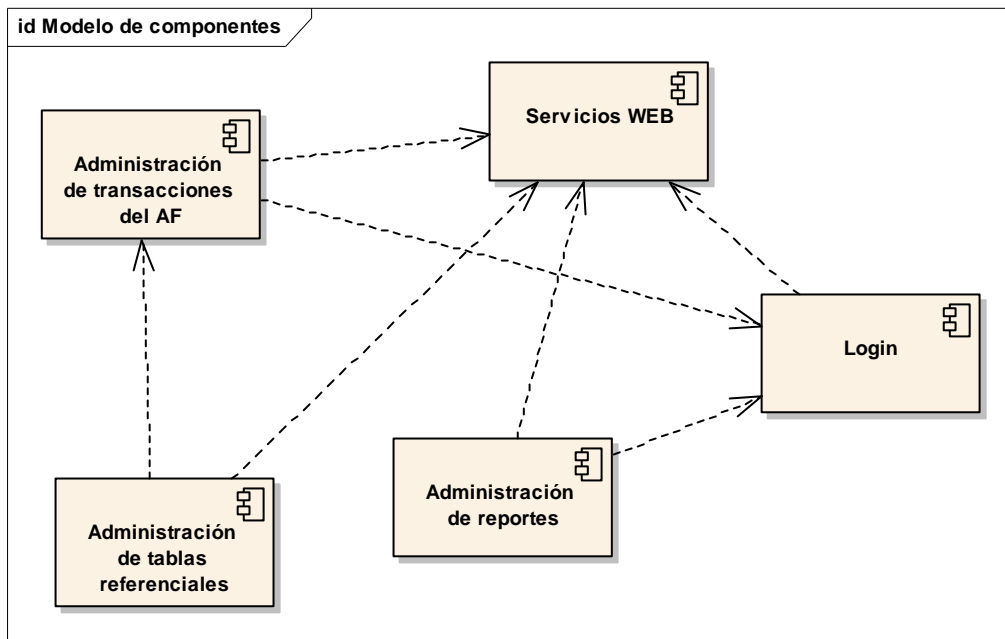 id Modelo de componentes
Servicios WEB
Administración
de transacciones
del AF
Login
Administración
de reportes
Administración
de tablas
referenciales